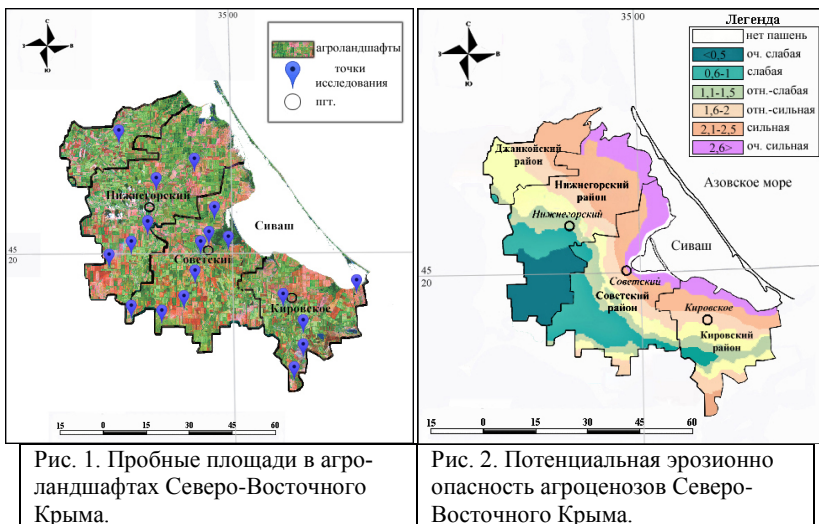 35 00
С
З
В
Ю
агроландшафты
точки
исследования
пгт.
Нижнегорский
Сиваш
45
20
Советский
Кировское
15 0 15 30 45 60
35 00
С
З
В
Ю
Легенда
нет пашень
<0,5 оч. слабая
0,6-1 слабая
1,1-1,5 отн.-слабая
1,6-2 отн.-сильная
2,1-2,5 сильная
2,6> оч. сильная
Джанкойский
район
Нижнегорский
район
Азовское море
Нижнегорский
Сиваш
45
20
Советский
Советский
район
Кировское
Кировский
район
15 0 15 30 45 60
Рис. 1. Пробные площади в агро-
ландшафтах Северо-Восточного
Крыма.
Рис. 2. Потенциальная эрозионно
опасность агроценозов Северо-
Восточного Крыма.